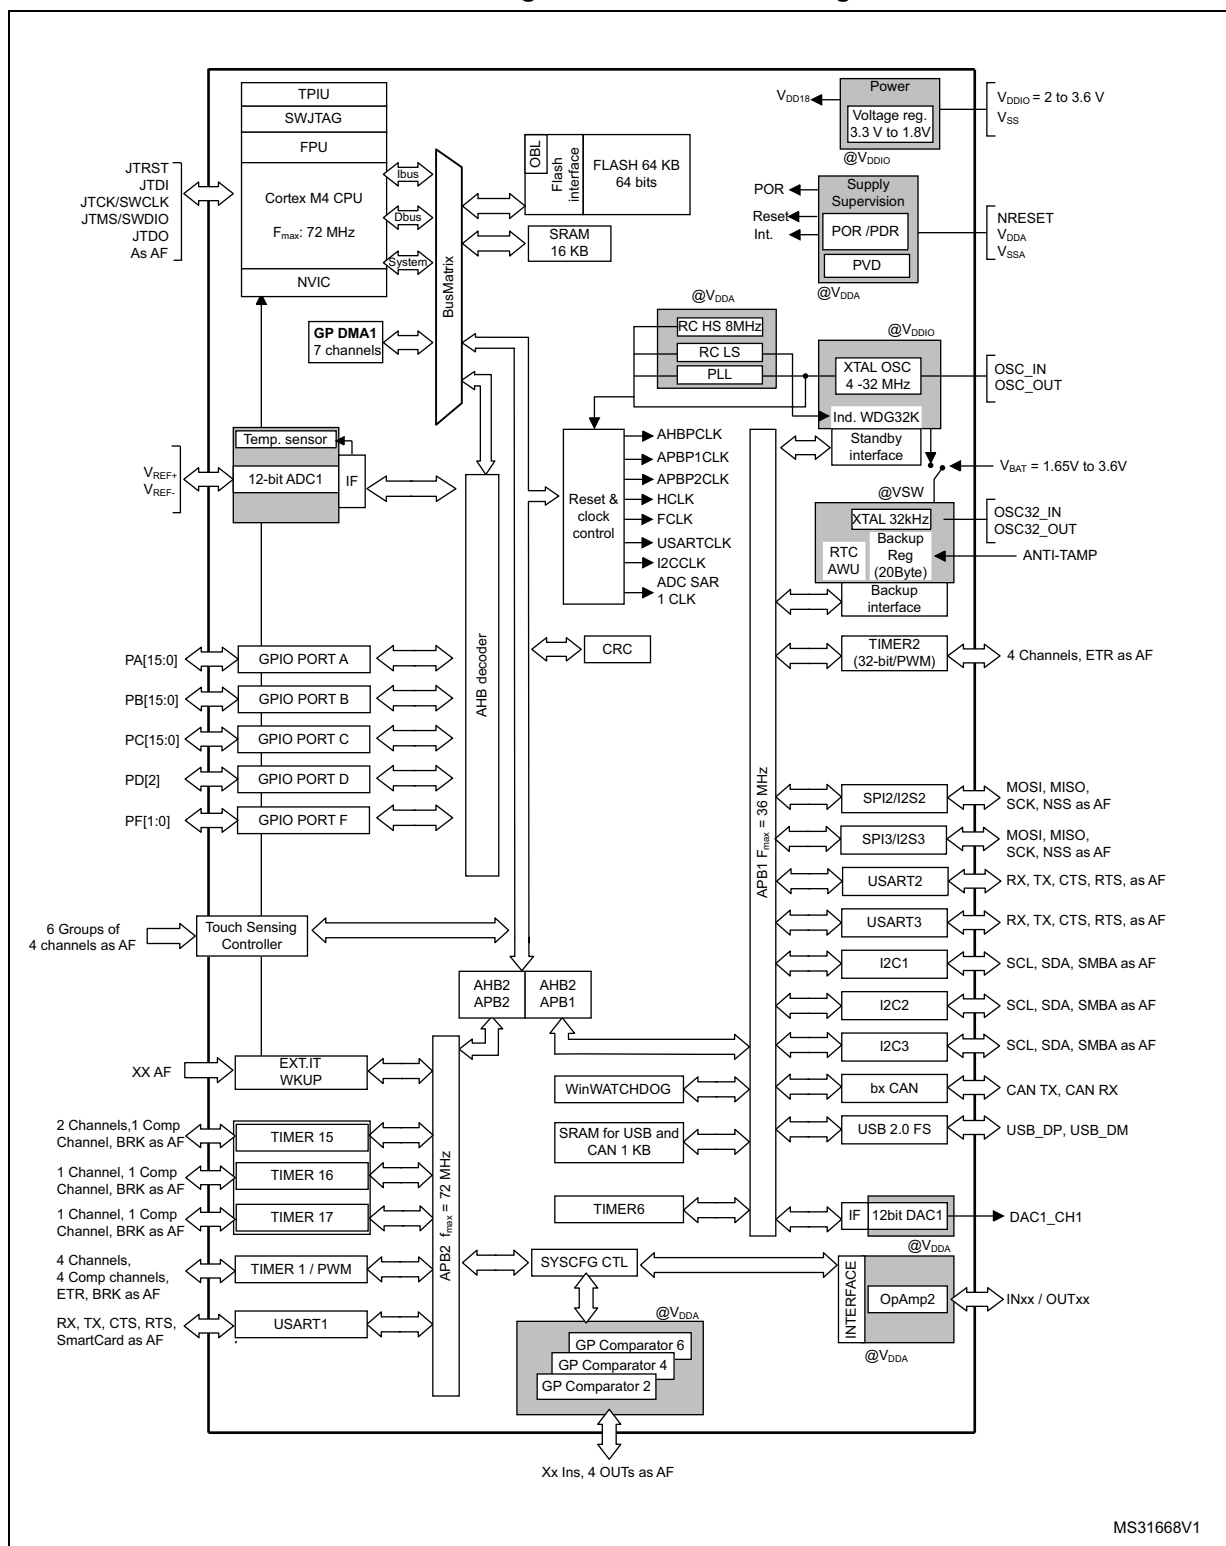 TPIU
SWJTAG
FPU
Cortex M4 CPU
Fmax: 72 MHz
NVIC
JTRST
JTDI
JTCK/SWCLK
JTMS/SWDIO
JTDO
As AF
Ibus
Dbus
System
BusMatrix
OBL
Flash
interface
FLASH 64 KB
64 bits
SRAM
16 KB
GP DMA1
7 channels
Power
Voltage reg.
3.3 V to 1.8V
VDD18
VDDIO = 2 to 3.6 V
VSS
@VDDIO
Supply
Supervision
POR /PDR
PVD
POR
Reset
Int.
NRESET
VDDA
VSSA
@VDDA
@VDDA
RC HS 8MHz
RC LS
PLL
@VDDIO
XTAL OSC
4 -32 MHz
Ind. WDG32K
Standby
interface
OSC_IN
OSC_OUT
VBAT = 1.65V to 3.6V
@VSW
XTAL 32kHz
RTC
AWU
Backup
Reg
(20Byte)
Backup
interface
OSC32_IN
OSC32_OUT
ANTI-TAMP
Temp. sensor
12-bit ADC1
IF
VREF+
VREF-
Reset &
clock
control
AHBPCLK
APBP1CLK
APBP2CLK
HCLK
FCLK
USARTCLK
I2CCLK
ADC SAR
1 CLK
AHB decoder
CRC
PA[15:0]
GPIO PORT A
PB[15:0]
GPIO PORT B
PC[15:0]
GPIO PORT C
PD[2]
GPIO PORT D
PF[1:0]
GPIO PORT F
6 Groups of
4 channels as AF
Touch Sensing
Controller
AHB2
APB2
AHB2
APB1
APB1 Fmax = 36 MHz
TIMER2
(32-bit/PWM)
4 Channels, ETR as AF
SPI2/I2S2
MOSI, MISO,
SCK, NSS as AF
SPI3/I2S3
MOSI, MISO,
SCK, NSS as AF
USART2
RX, TX, CTS, RTS, as AF
USART3
RX, TX, CTS, RTS, as AF
I2C1
SCL, SDA, SMBA as AF
I2C2
SCL, SDA, SMBA as AF
I2C3
SCL, SDA, SMBA as AF
bx CAN
CAN TX, CAN RX
USB 2.0 FS
USB_DP, USB_DM
IF
12bit DAC1
DAC1_CH1
@VDDA
WinWATCHDOG
SRAM for USB and
CAN 1 KB
TIMER6
XX AF
EXT.IT
WKUP
2 Channels,1 Comp
Channel, BRK as AF
TIMER 15
1 Channel, 1 Comp
Channel, BRK as AF
TIMER 16
1 Channel, 1 Comp
Channel, BRK as AF
TIMER 17
4 Channels,
4 Comp channels,
ETR, BRK as AF
TIMER 1 / PWM
RX, TX, CTS, RTS,
SmartCard as AF
USART1
APB2 fmax = 72 MHz
SYSCFG CTL
INTERFACE
OpAmp2
INxx / OUTxx
@VDDA
@VDDA
GP Comparator 6
GP Comparator 4
GP Comparator 2
Xx Ins, 4 OUTs as AF
MS31668V1